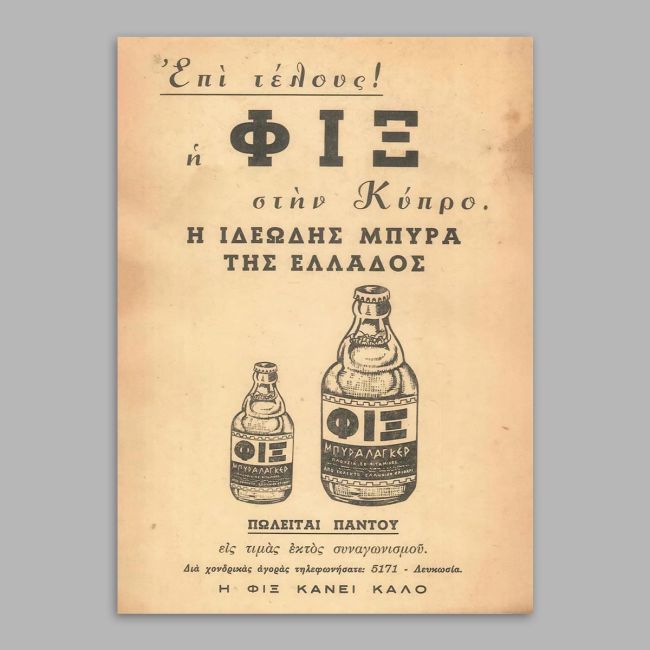 Ἐπὶ τέλους!
ἡ ΦΙΞ
στὴν Κύπρο.
Η ΙΔΕΩΔΗΣ ΜΠΥΡΑ
ΤΗΣ ΕΛΛΑΔΟΣ
ΦΙΞ
ΜΠΥΡΑ ΛΑΓΚΕΡ
ΦΙΞ
ΜΠΥΡΑ ΛΑΓΚΕΡ
ΠΩΛΕΙΤΑΙ ΠΑΝΤΟΥ
εἰς τιμὰς ἐκτὸς συναγωνισμοῦ.
Διὰ χονδρικὰς ἀγορὰς τηλεφωνήσατε: 5171 - Λευκωσία.
Η ΦΙΞ ΚΑΝΕΙ ΚΑΛΟ